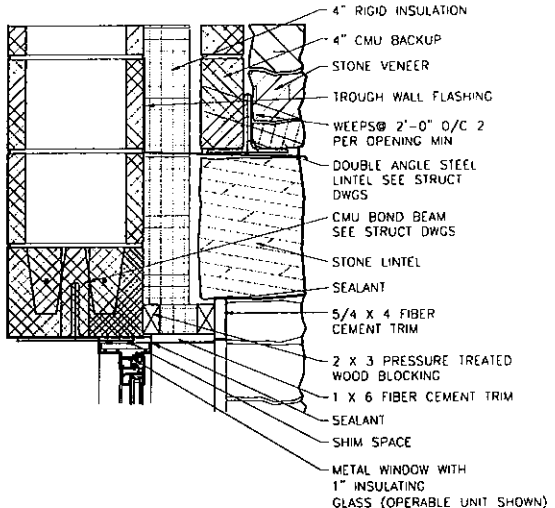 4" RIGID INSULATION
4" CMU BACKUP
STONE VENEER
TROUGH WALL FLASHING
WEEPS@ 2'-0" O/C 2
PER OPENING MIN
DOUBLE ANGLE STEEL
LINTEL SEE STRUCT
DWGS
CMU BOND BEAM
SEE STRUCT DWGS
STONE LINTEL
SEALANT
5/4 X 4 FIBER
CEMENT TRIM
2 X 3 PRESSURE TREATED
WOOD BLOCKING
1 X 6 FIBER CEMENT TRIM
SEALANT
SHIM SPACE
METAL WINDOW WITH
1" INSULATING
GLASS (OPERABLE UNIT SHOWN)